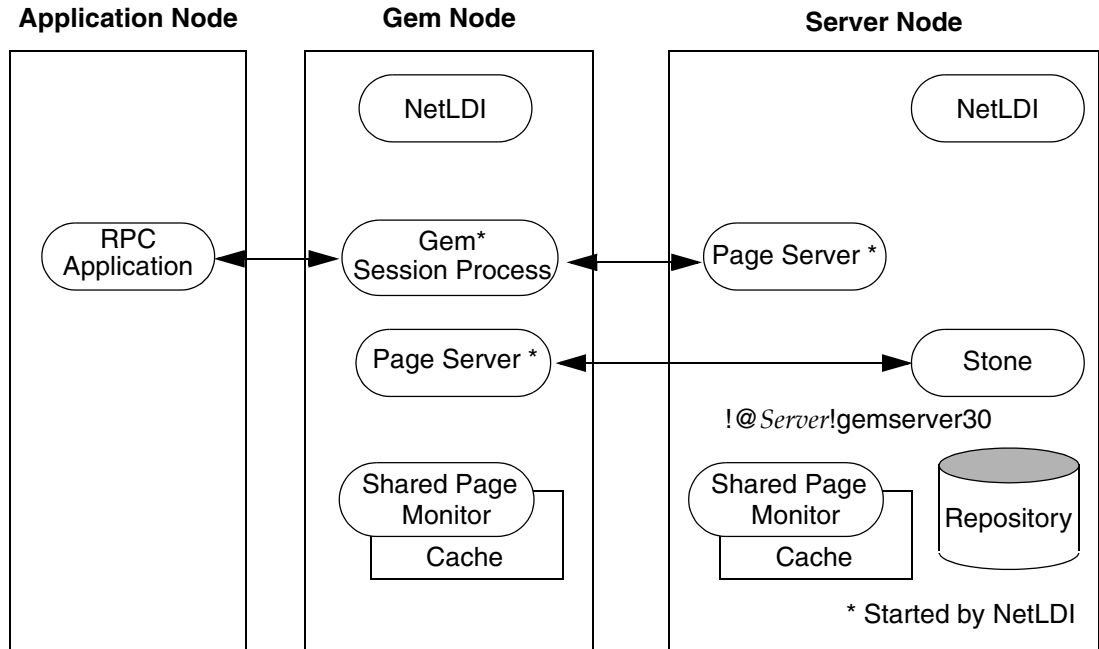 Application Node
Gem Node
Server Node
NetLDI
NetLDI
RPC
Application
Gem*
Session Process
Page Server *
Page Server *
Stone
!@Server!gemserver30
Shared Page
Monitor
Cache
Shared Page
Monitor
Cache
Repository
* Started by NetLDI